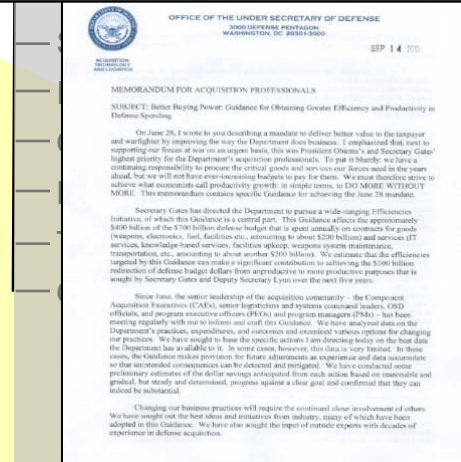 OFFICE OF THE UNDER SECRETARY OF DEFENSE
3000 DEFENSE PENTAGON
WASHINGTON, DC 20301-3000
SEP 14
ACQUISITION
TECHNOLOGY
AND LOGISTICS
MEMORANDUM FOR ACQUISITION PROFESSIONALS
SUBJECT: Better Buying Power: Guidance for Obtaining Greater Efficiency and Productivity in
Defense Spending
On June 28, I wrote to you describing a mandate to deliver better value to the taxpayer
and warfighter by improving the way the Department does business. I emphasized that, next to
supporting our forces at war on an urgent basis, this was President Obama's and Secretary Gates'
highest priority for the Department's acquisition professionals. To put it bluntly: we have a
continuing responsibility to procure the critical goods and services our forces need in the years
ahead, but we will not have ever-increasing budgets to pay for them. We must therefore strive to
achieve what economists call productivity growth: in simple terms, to DO MORE WITHOUT
MORE. This memorandum contains specific Guidance for achieving the June 28 mandate.
Secretary Gates has directed the Department to pursue a wide-ranging Efficiencies
Initiative, of which this Guidance is a central part. This Guidance affects the approximately
$400 billion of the $700 billion defense budget that is spent annually on contracts for goods
(weapons, electronics, fuel, facilities, etc., amounting to about $200 billion) and services (IT
services, knowledge-based services, facilities upkeep, weapons system maintenance,
transportation, etc., amounting to about another $200 billion). We estimate that the efficiencies
targeted by this Guidance can make a significant contribution to achieving the $100 billion
redirection of defense budget dollars from unproductive to more productive purposes that is
sought by Secretary Gates and Deputy Secretary Lynn over the next five years.
Since June, the senior leadership of the acquisition community – the Component
Acquisition Executives (CAEs), senior logisticians and systems command leaders, OSD
officials, and program executive officers (PEOs) and program managers (PMs) – has been
meeting regularly with me to inform and craft this Guidance. We have analyzed data on the
Department's practices, expenditures, and outcomes and examined various options for changing
our practices. We have sought to base the specific actions I am directing today on the best data
the Department has available to it. In some cases, however, this data is very limited. In these
cases, the Guidance makes provision for future adjustments as experience and data accumulate
so that unintended consequences can be detected and mitigated. We have conducted some
preliminary estimates of the dollar savings anticipated from each action based on reasonable and
gradual, but steady and determined, progress against a clear goal and confirmed that they can
indeed be substantial.
Changing our business practices will require the continued close involvement of others.
We have sought out the best ideas and initiatives from industry, many of which have been
adopted in this Guidance. We have also sought the input of outside experts with decades of
experience in defense acquisition.